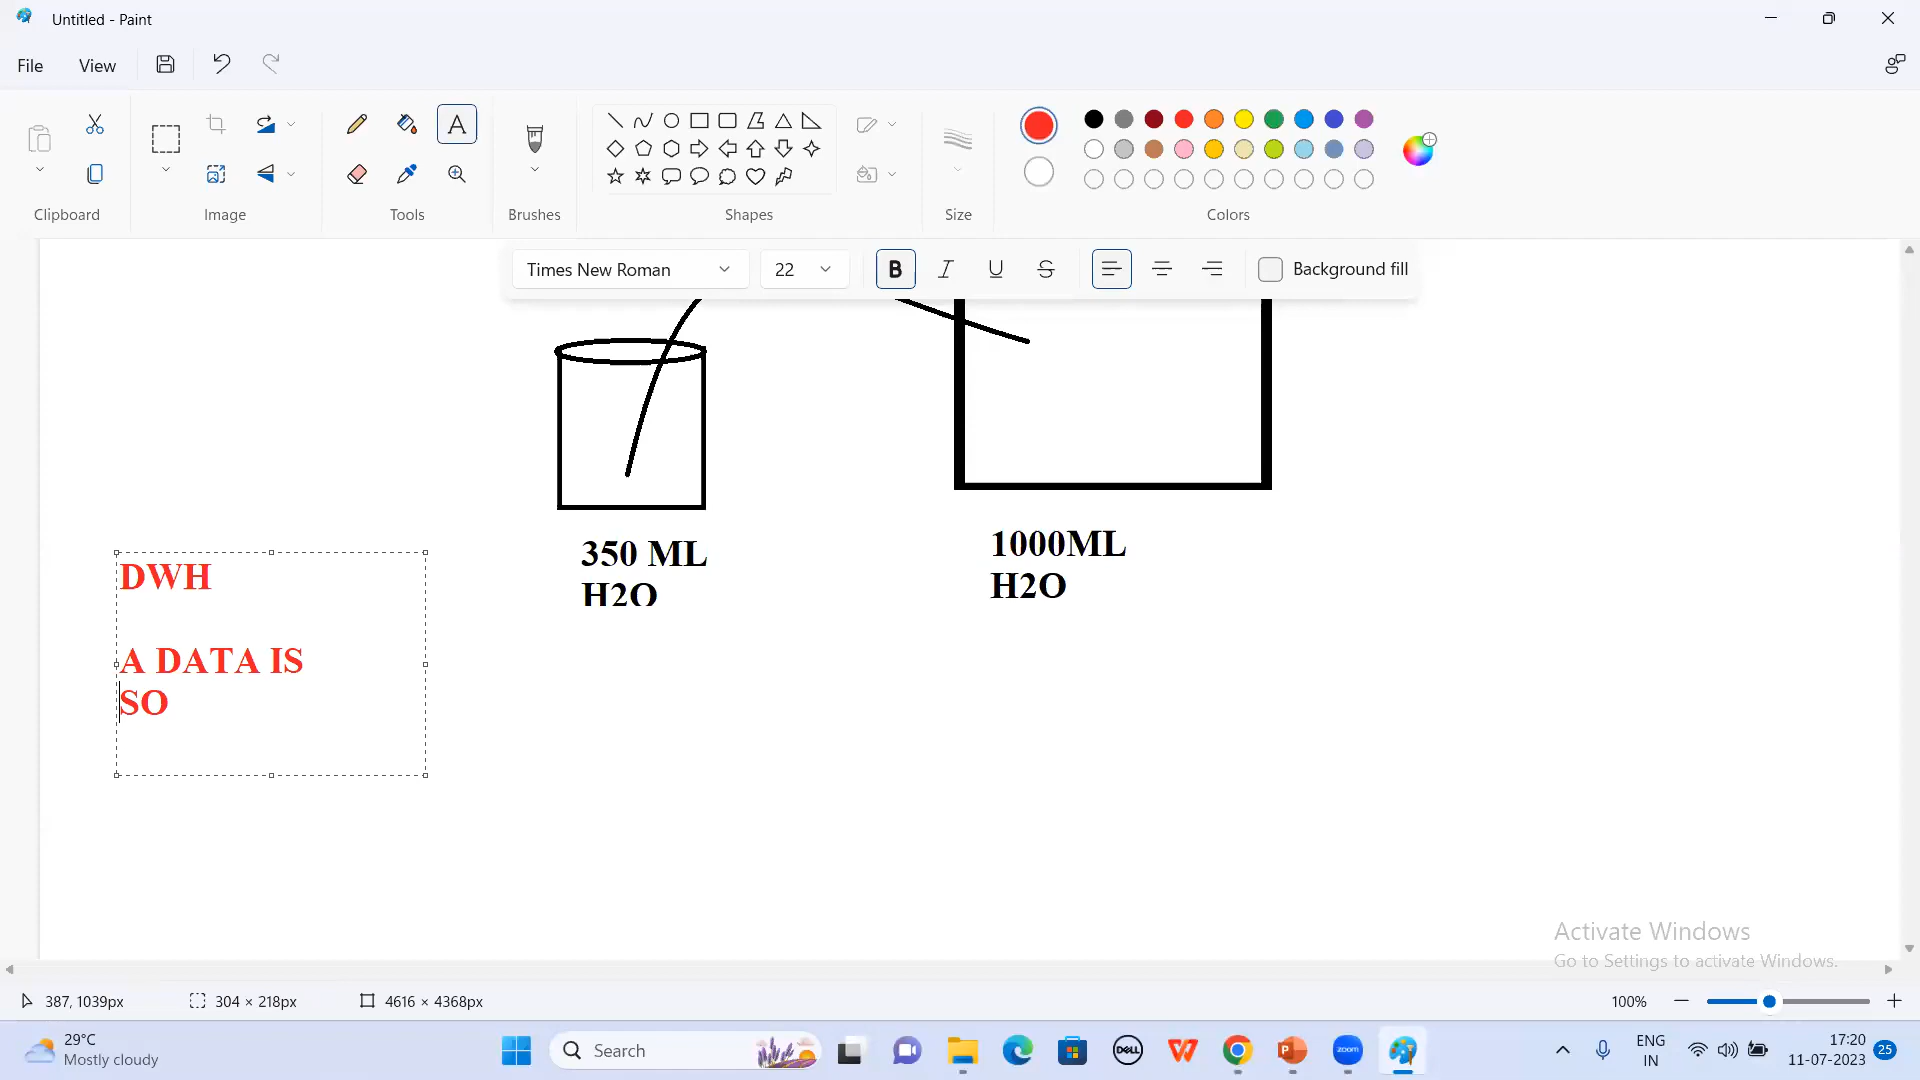 Untitled - Paint
File
View
Clipboard
Image
Tools
Brushes
Shapes
Size
Colors
Times New Roman
22
B
Background fill
350 ML
H2O
1000ML
H2O
DWH
A DATA IS
SO
Activate Windows
Go to Settings to activate Windows.
387, 1039px
304 × 218px
4616 × 4368px
100%
29°C
Mostly cloudy
Search
DELL
zoom
ENG
IN
17:20
11-07-2023
25